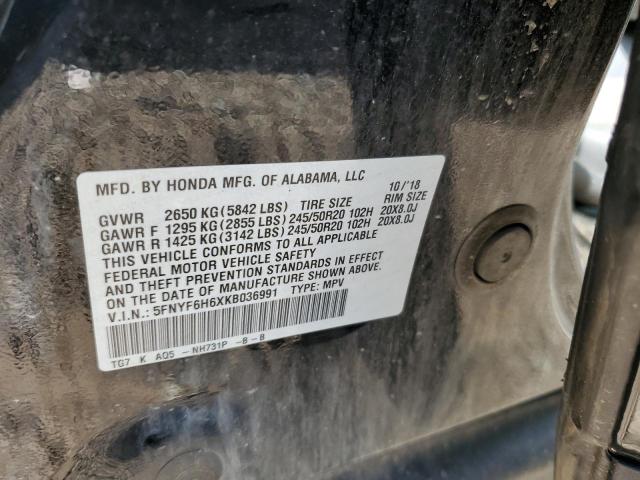 MFD. BY HONDA MFG. OF ALABAMA, LLC 10/'18
GVWR 2650 KG (5842 LBS) TIRE SIZE RIM SIZE
GAWR F 1295 KG (2855 LBS) 245/50R20 102H 20X8.0J
GAWR R 1425 KG (3142 LBS) 245/50R20 102H 20X8.0J
THIS VEHICLE CONFORMS TO ALL APPLICABLE
FEDERAL MOTOR VEHICLE SAFETY
AND THEFT PREVENTION STANDARDS IN EFFECT
ON THE DATE OF MANUFACTURE SHOWN ABOVE.
V.I.N.: 5FNYF6H6XKB036991 TYPE: MPV
TG7 K A05 -NH731P -B-B